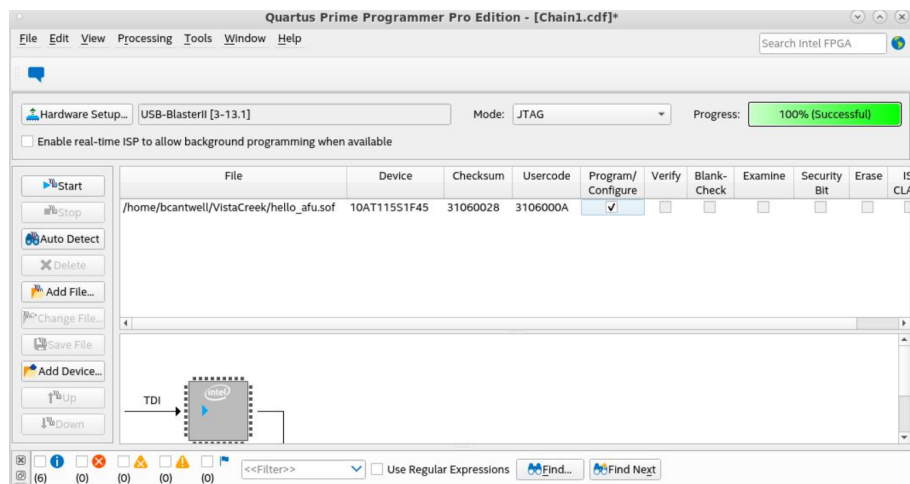 Quartus Prime Programmer Pro Edition - [Chain1.cdf]*
File Edit View Processing Tools Window Help
Search Intel FPGA
Hardware Setup... USB-BlasterII [3-13.1] Mode: JTAG Progress: 100% (Successful)
Enable real-time ISP to allow background programming when available
File Device Checksum Usercode Program/ Verify Blank- Examine Security Erase IS
Configure Check Bit CLA
Start
Stop
/home/bcantwell/VistaCreek/hello_afu.sof 10AT115S1F45 31060028 3106000A
Auto Detect
Delete
Add File...
Change File...
Save File
Add Device...
Up
Down
TDI
intel
<<Filter>> Use Regular Expressions Find... Find Next
(6) (0) (0) (0) (0)